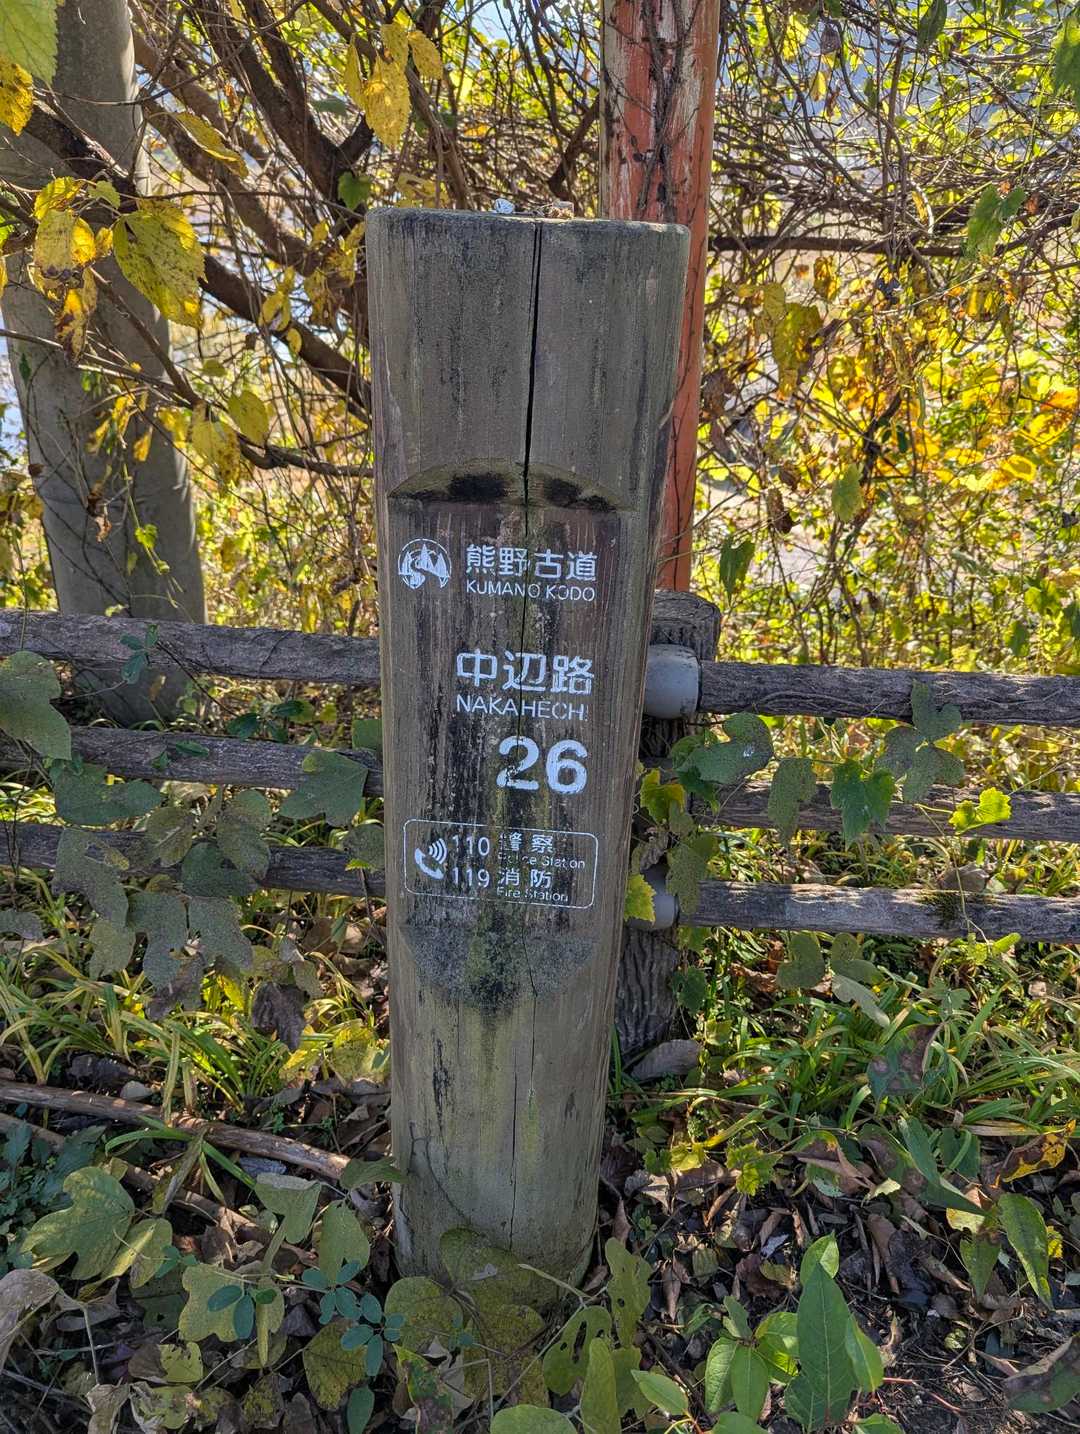 熊野古道
KUMANO KODO
中辺路
NAKAHECHI
26
110 警察
Police Station
119 消防
Fire Station